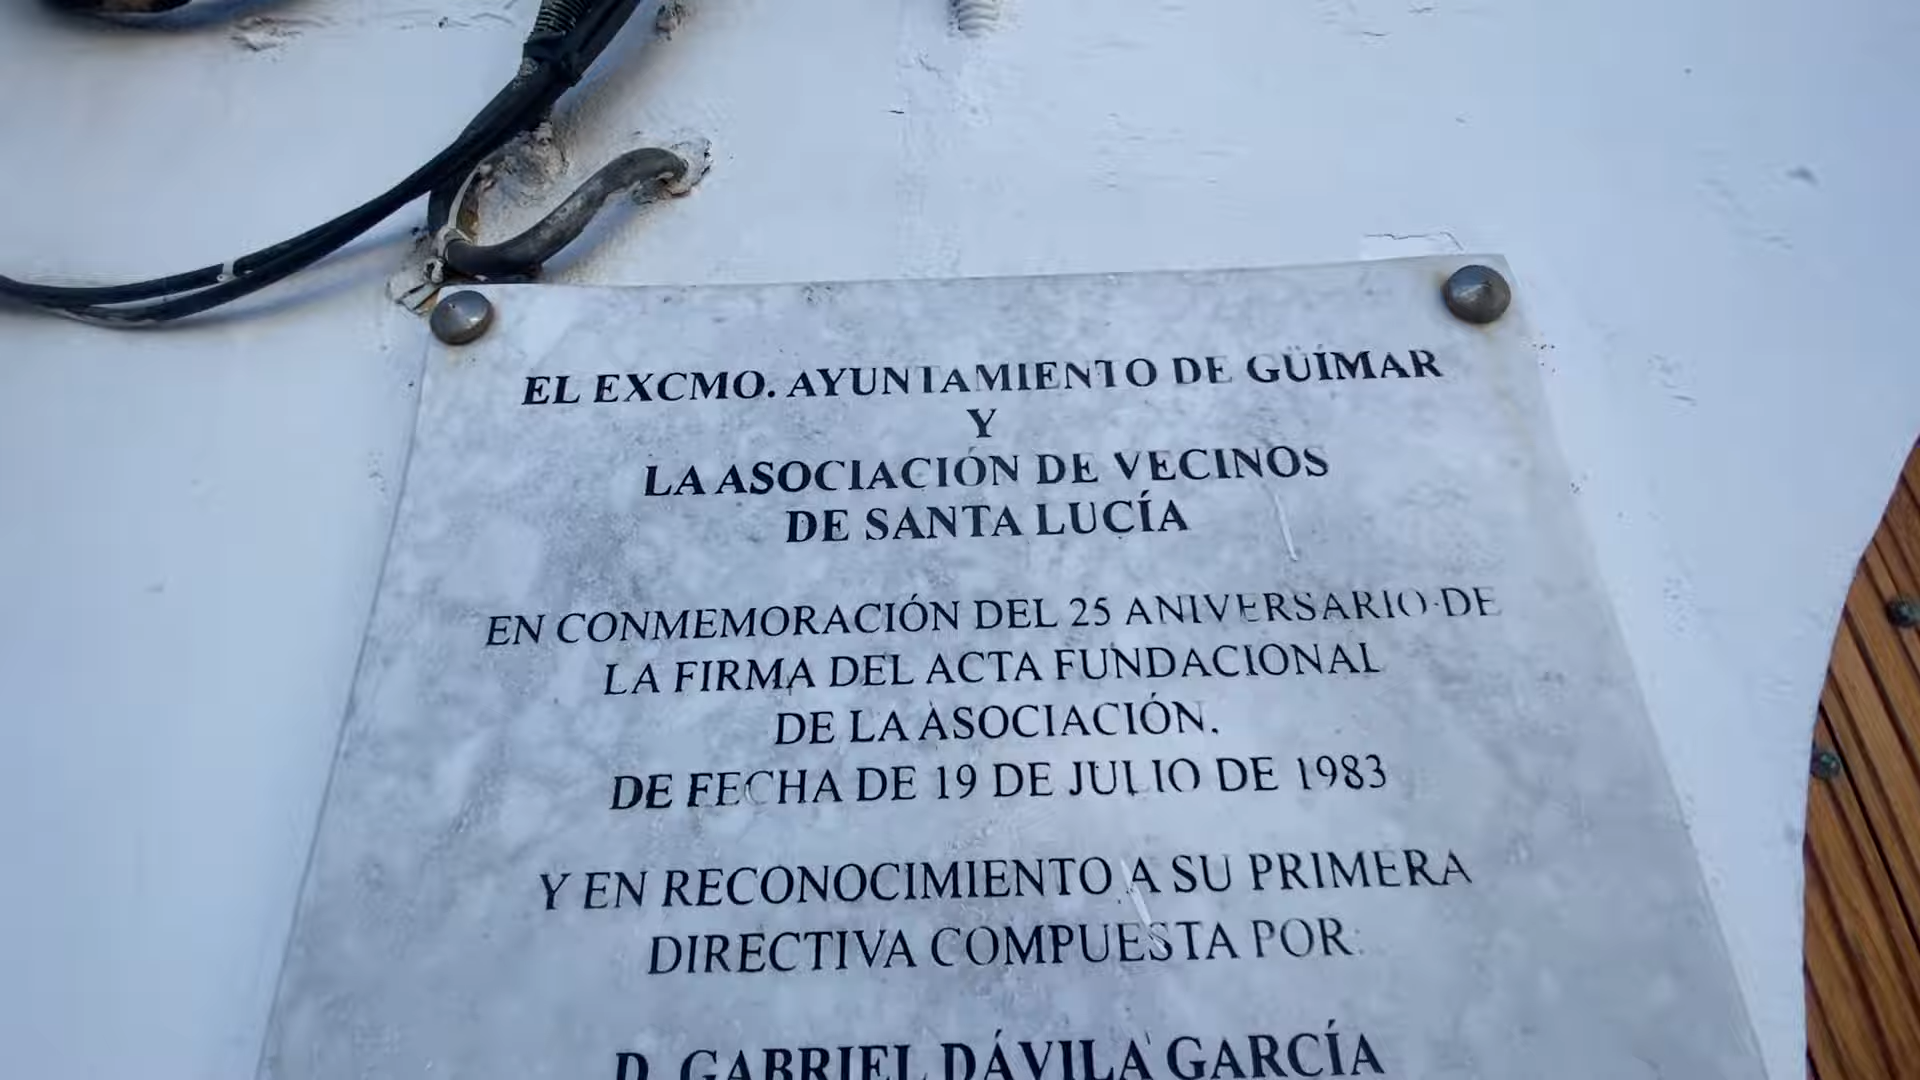 EL EXCMO. AYUNTAMIENTO DE GÜÍMAR
Y
LA ASOCIACIÓN DE VECINOS
DE SANTA LUCÍA
EN CONMEMORACIÓN DEL 25 ANIVERSARIO DE
LA FIRMA DEL ACTA FUNDACIONAL
DE LA ASOCIACIÓN,
DE FECHA DE 19 DE JULIO DE 1983
Y EN RECONOCIMIENTO A SU PRIMERA
DIRECTIVA COMPUESTA POR:
D. GABRIEL DÁVILA GARCÍA